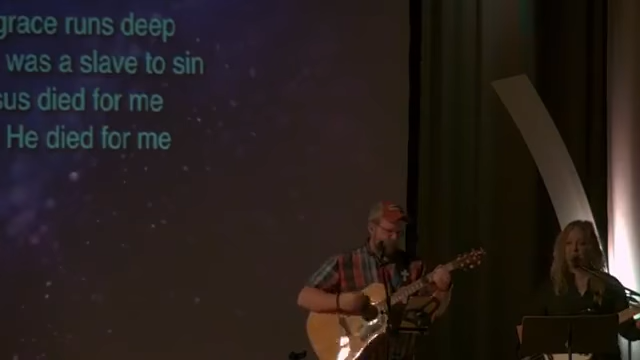 grace runs deep
was a slave to sin
sus died for me
He died for me